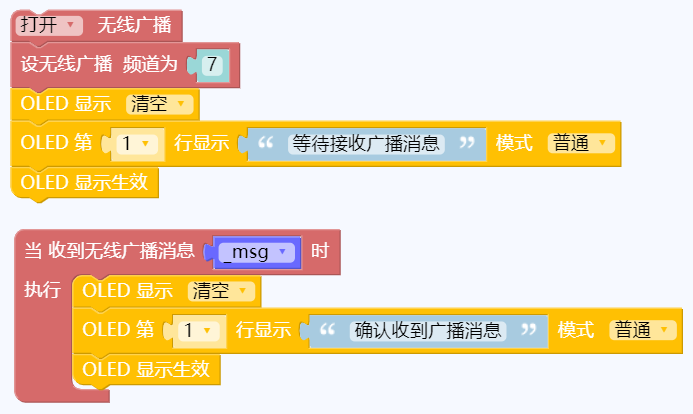 打开 无线广播
设无线广播 频道为 7
OLED 显示 清空
OLED 第 1 行显示 “ 等待接收广播消息 ” 模式 普通
OLED 显示生效
当 收到无线广播消息 _msg 时
执行 OLED 显示 清空
OLED 第 1 行显示 “ 确认收到广播消息 ” 模式 普通
OLED 显示生效